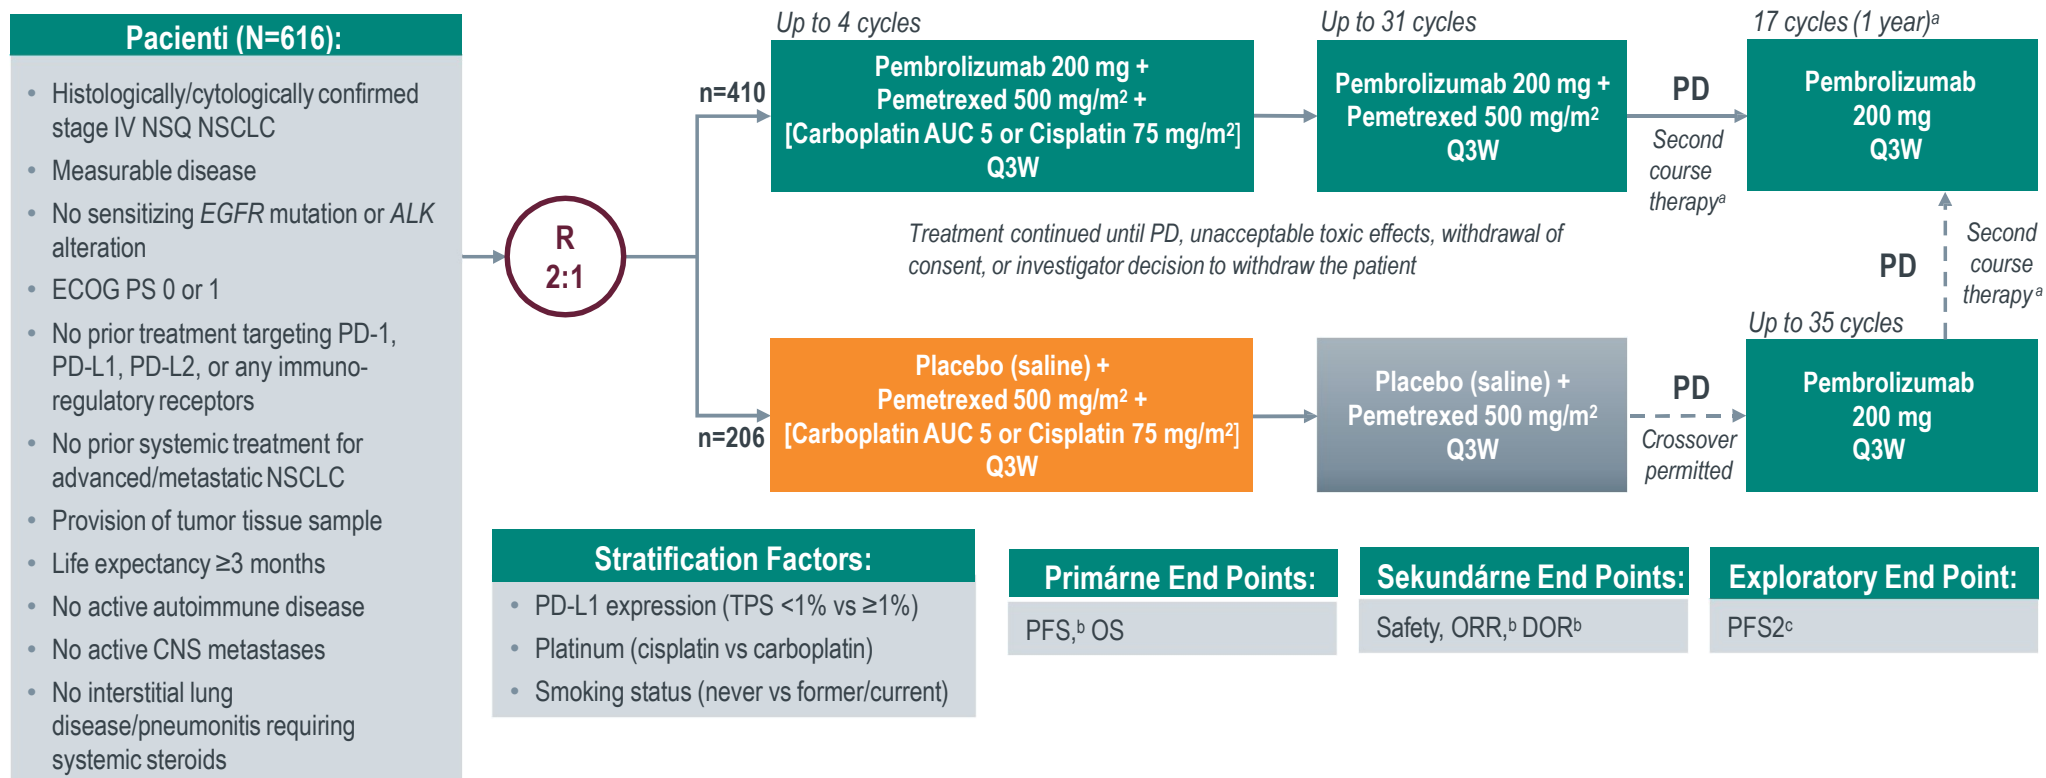 Pacienti (N=616):
• Histologically/cytologically confirmed
stage IV NSQ NSCLC
• Measurable disease
• No sensitizing EGFR mutation or ALK
alteration
• ECOG PS 0 or 1
• No prior treatment targeting PD-1,
PD-L1, PD-L2, or any immuno-
regulatory receptors
• No prior systemic treatment for
advanced/metastatic NSCLC
• Provision of tumor tissue sample
• Life expectancy ≥3 months
• No active autoimmune disease
• No active CNS metastases
• No interstitial lung
disease/pneumonitis requiring
systemic steroids
R
2:1
n=410
Up to 4 cycles
Pembrolizumab 200 mg +
Pemetrexed 500 mg/m² +
[Carboplatin AUC 5 or Cisplatin 75 mg/m²]
Q3W
Up to 31 cycles
Pembrolizumab 200 mg +
Pemetrexed 500 mg/m²
Q3W
PD
Second
course
therapyᵃ
17 cycles (1 year)ᵃ
Pembrolizumab
200 mg
Q3W
Treatment continued until PD, unacceptable toxic effects, withdrawal of
consent, or investigator decision to withdraw the patient
PD
Second
course
therapyᵃ
n=206
Placebo (saline) +
Pemetrexed 500 mg/m² +
[Carboplatin AUC 5 or Cisplatin 75 mg/m²]
Q3W
Placebo (saline) +
Pemetrexed 500 mg/m²
Q3W
PD
Crossover
permitted
Up to 35 cycles
Pembrolizumab
200 mg
Q3W
Stratification Factors:
• PD-L1 expression (TPS <1% vs ≥1%)
• Platinum (cisplatin vs carboplatin)
• Smoking status (never vs former/current)
Primárne End Points:
PFS,ᵇ OS
Sekundárne End Points:
Safety, ORR,ᵇ DORᵇ
Exploratory End Point:
PFS2ᶜ